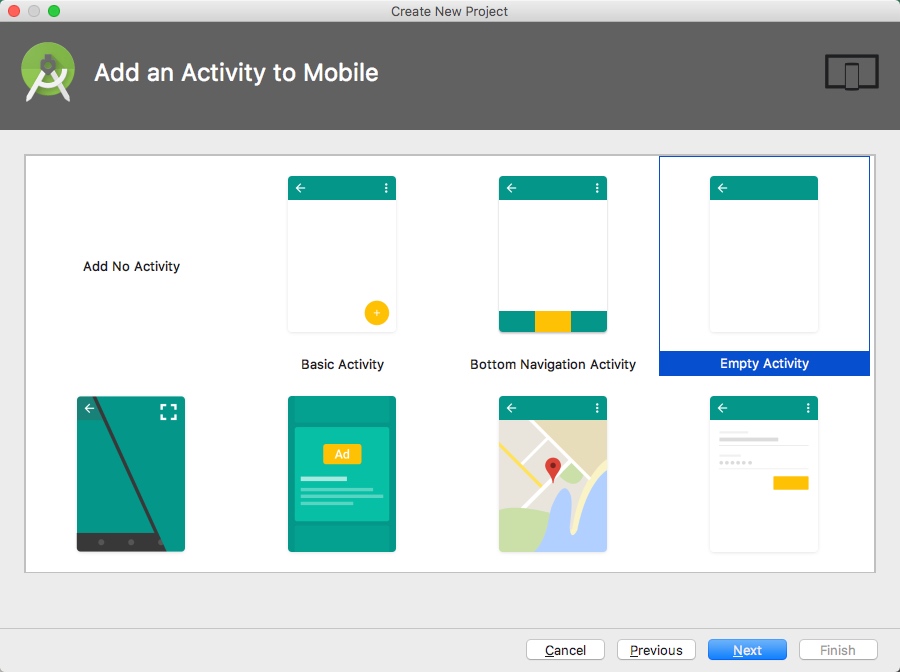 Create New Project
Add an Activity to Mobile
Add No Activity
Basic Activity
Bottom Navigation Activity
Empty Activity
Ad
Cancel
Previous
Next
Finish